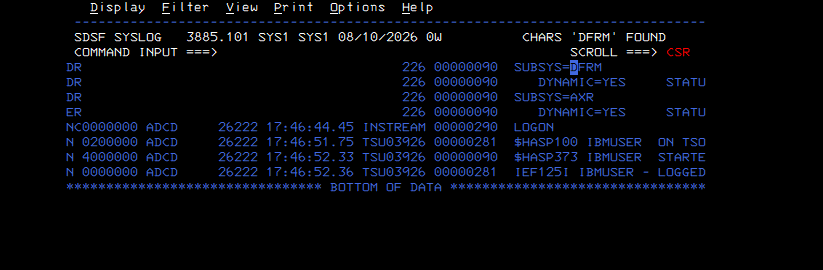 Display  Filter  View  Print  Options  Help
-------------------------------------------------------------------------------
SDSF SYSLOG   3885.101 SYS1 SYS1 08/10/2026 0W          CHARS 'DFRM' FOUND
COMMAND INPUT ===>                                            SCROLL ===> CSR
DR                                        226 00000090  SUBSYS=DFRM
DYNAMIC=YES     STATU
DR                                        226 00000090
DR                                        226 00000090  SUBSYS=AXR
ER                                        226 00000090     DYNAMIC=YES     STATU
NC0000000 ADCD      26222 17:46:44.45 INSTREAM 00000290  LOGON
N 0200000 ADCD      26222 17:46:51.75 TSU03926 00000281  $HASP100 IBMUSER  ON TSO
N 4000000 ADCD      26222 17:46:52.33 TSU03926 00000090  $HASP373 IBMUSER  STARTE
N 0000000 ADCD      26222 17:46:52.36 TSU03926 00000281  IEF125I IBMUSER - LOGGED
******************************** BOTTOM OF DATA ********************************